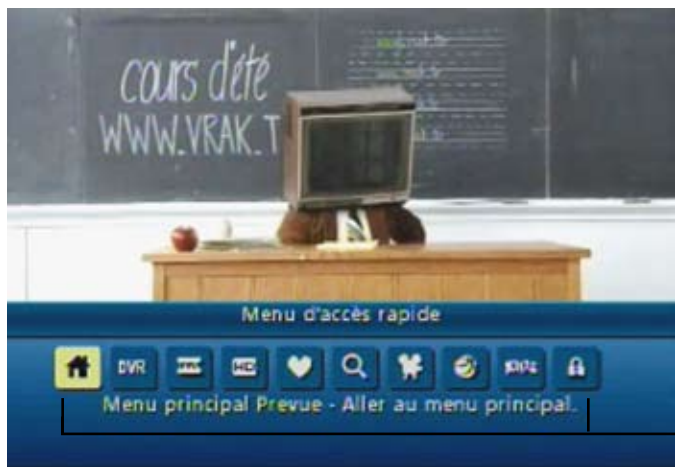 cours d'été
WWW.VRAK.T
Menu d'accès rapide
DVR HD
Menu principal Prevue - Aller au menu principal.